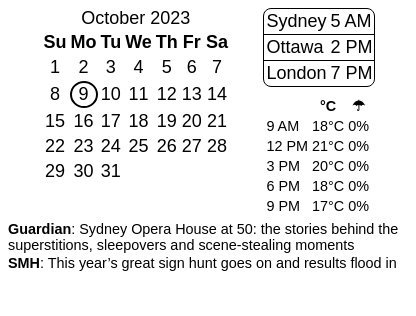 October 2023
Su Mo Tu We Th Fr Sa
1 2 3 4 5 6 7
8 9 10 11 12 13 14
15 16 17 18 19 20 21
22 23 24 25 26 27 28
29 30 31
Sydney 5 AM
Ottawa 2 PM
London 7 PM
°C ☂
9 AM 18°C 0%
12 PM 21°C 0%
3 PM 20°C 0%
6 PM 18°C 0%
9 PM 17°C 0%
Guardian: Sydney Opera House at 50: the stories behind the
superstitions, sleepovers and scene-stealing moments
SMH: This year’s great sign hunt goes on and results flood in